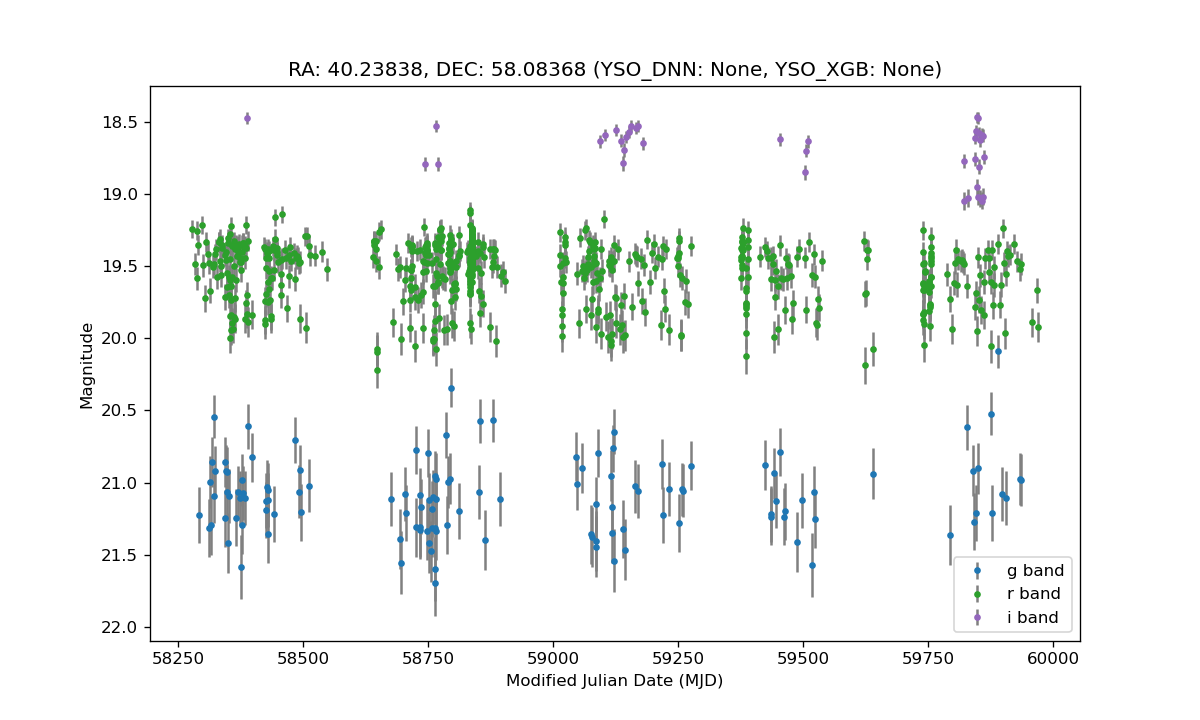 RA: 40.23838, DEC: 58.08368 (YSO_DNN: None, YSO_XGB: None)
Magnitude
18.5
19.0
19.5
20.0
20.5
21.0
21.5
22.0
g band
r band
i band
58250 58500 58750 59000 59250 59500 59750 60000
Modified Julian Date (MJD)